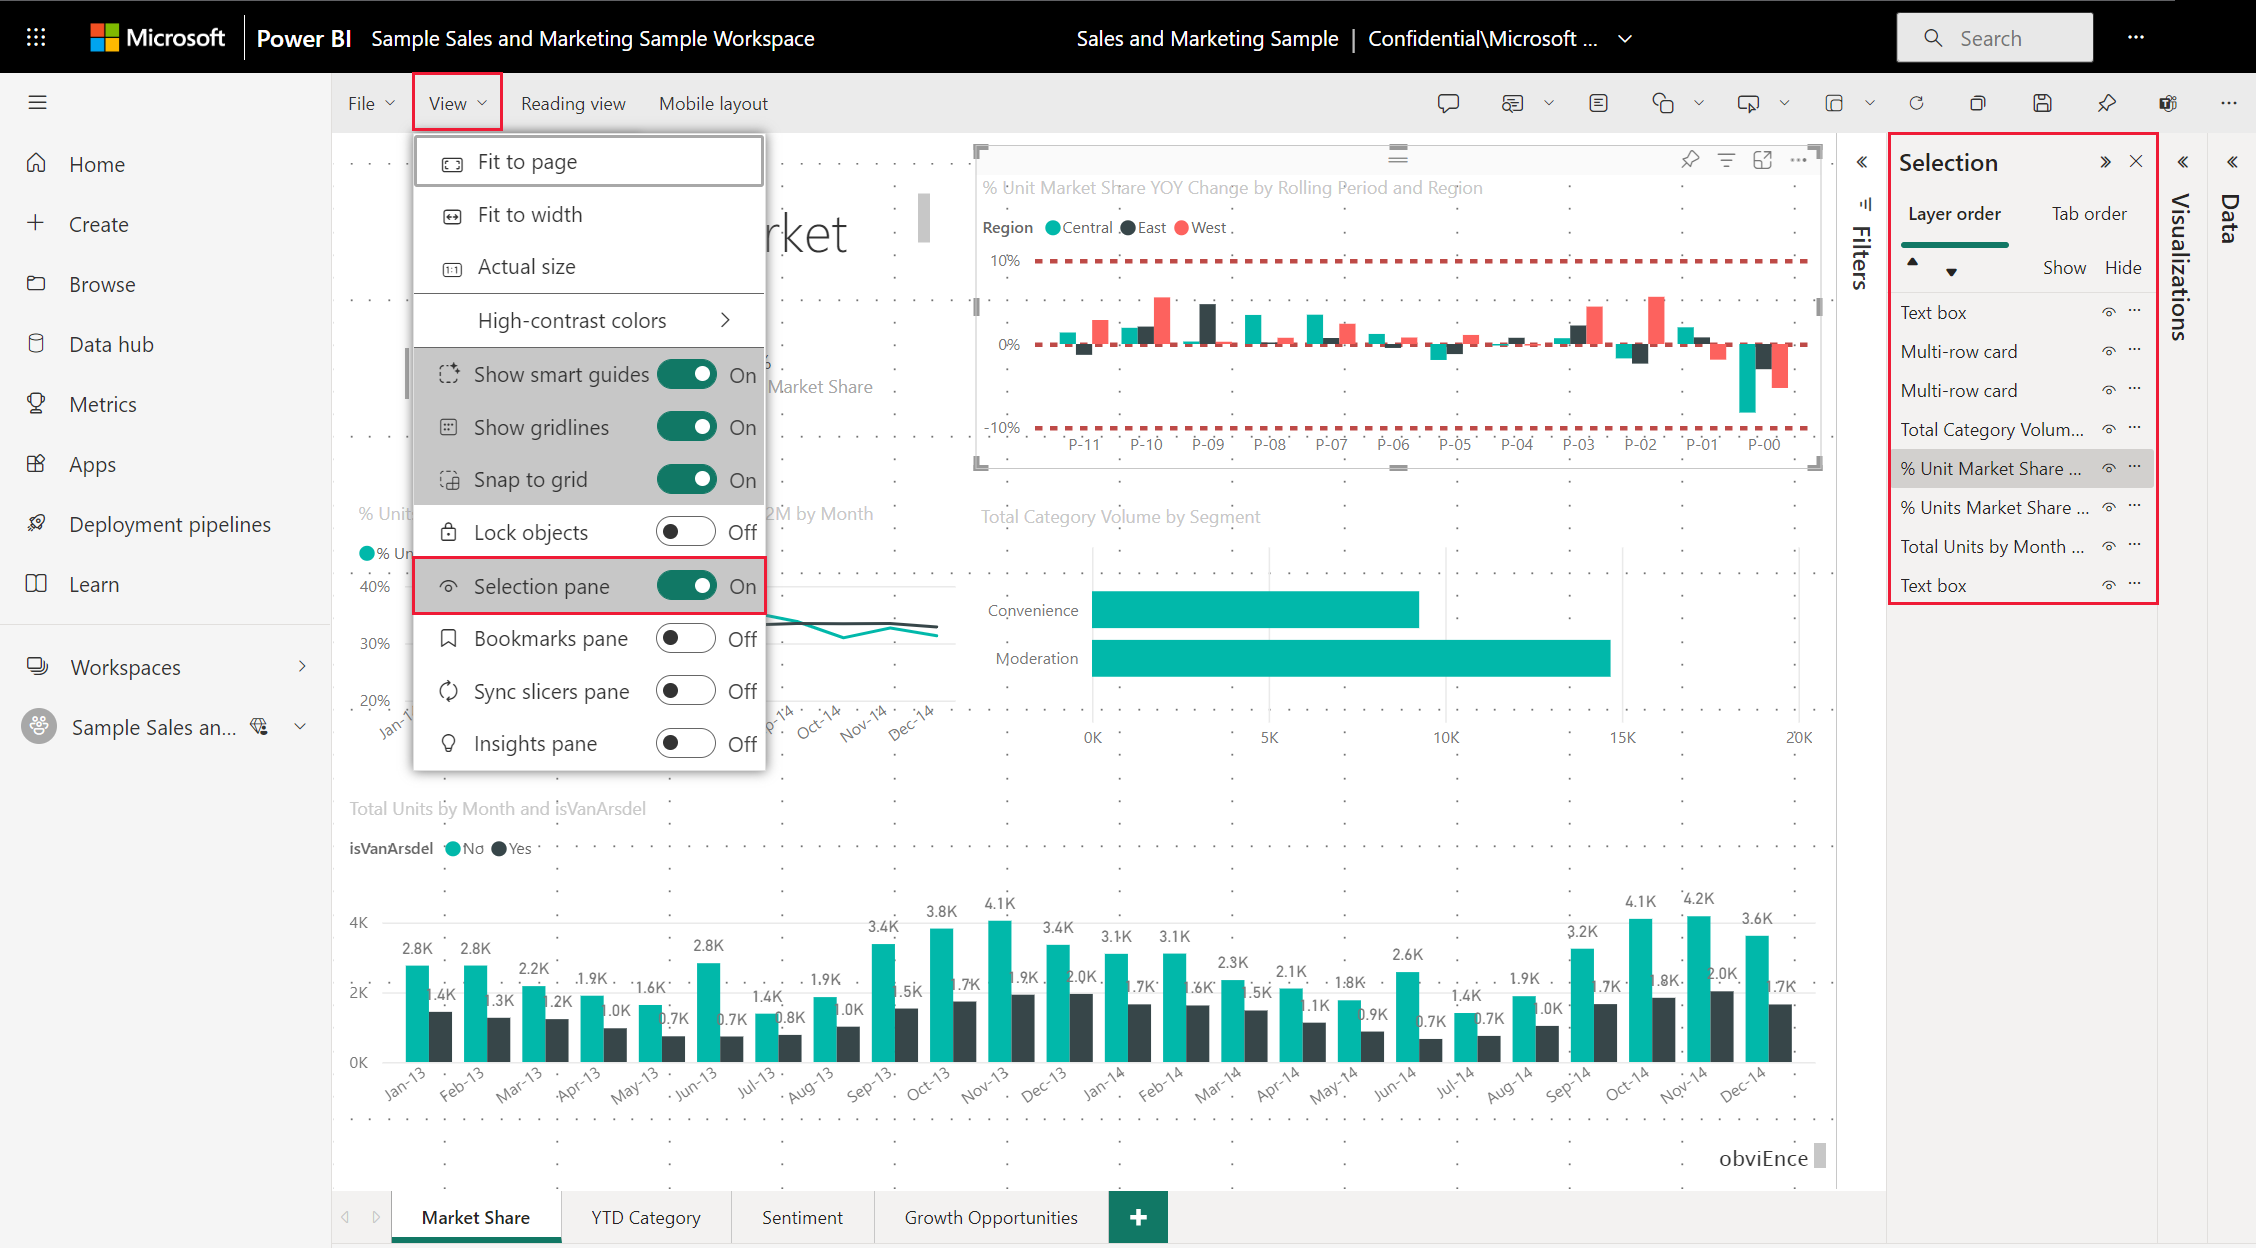 Microsoft Power BI Sample Sales and Marketing Sample Workspace
Sales and Marketing Sample | Confidential\Microsoft ...
Search
File View Reading view Mobile layout
Home
Create
Browse
Data hub
Metrics
Apps
Deployment pipelines
Learn
Workspaces
Sample Sales an...
Fit to page
Fit to width
Actual size
High-contrast colors
Show smart guides On
Show gridlines On
Snap to grid On
Lock objects Off
Selection pane On
Bookmarks pane Off
Sync slicers pane Off
Insights pane Off
rket
%
Market Share
% Unit Market Share YOY Change by Rolling Period and Region
Region Central East West
10%
0%
-10%
P-11 P-10 P-09 P-08 P-07 P-06 P-05 P-04 P-03 P-02 P-01 P-00
2M by Month
40%
30%
20%
Oct-14 Nov-14 Dec-14
Total Category Volume by Segment
Convenience
Moderation
0K 5K 10K 15K 20K
Total Units by Month and isVanArsdel
isVanArsdel No Yes
4K
2K
0K
2.8K 2.8K 2.2K 1.9K 1.6K 2.8K 1.4K 1.9K 3.4K 3.8K 4.1K 3.4K 3.1K 3.1K 2.3K 2.1K 1.8K 2.6K 1.4K 1.9K 3.2K 4.1K 4.2K 3.6K
1.4K 1.3K 1.2K 1.0K 0.7K 0.7K 0.8K 1.0K 1.5K 1.7K 1.9K 2.0K 1.7K 1.6K 1.5K 1.1K 0.9K 0.7K 0.7K 1.0K 1.7K 1.8K 2.0K 1.7K
Jan-13 Feb-13 Mar-13 Apr-13 May-13 Jun-13 Jul-13 Aug-13 Sep-13 Oct-13 Nov-13 Dec-13 Jan-14 Feb-14 Mar-14 Apr-14 May-14 Jun-14 Jul-14 Aug-14 Sep-14 Oct-14 Nov-14 Dec-14
obviEnce
Filters
Selection
Layer order Tab order
Show Hide
Text box
Multi-row card
Multi-row card
Total Category Volum...
% Unit Market Share ...
% Units Market Share ...
Total Units by Month ...
Text box
Visualizations
Data
Market Share YTD Category Sentiment Growth Opportunities